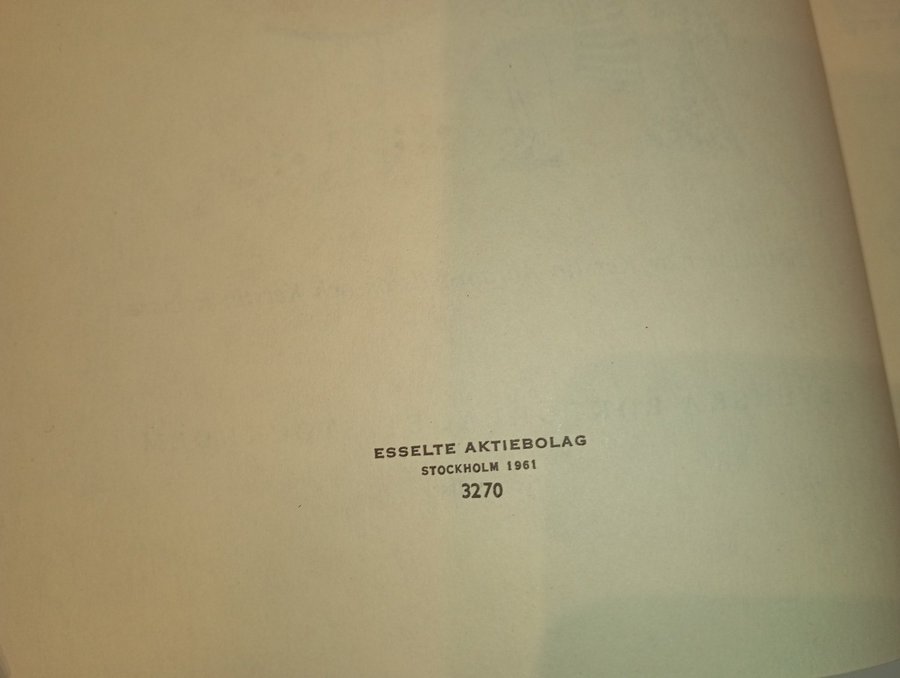 ESSELTE AKTIEBOLAG
STOCKHOLM 1961
3270